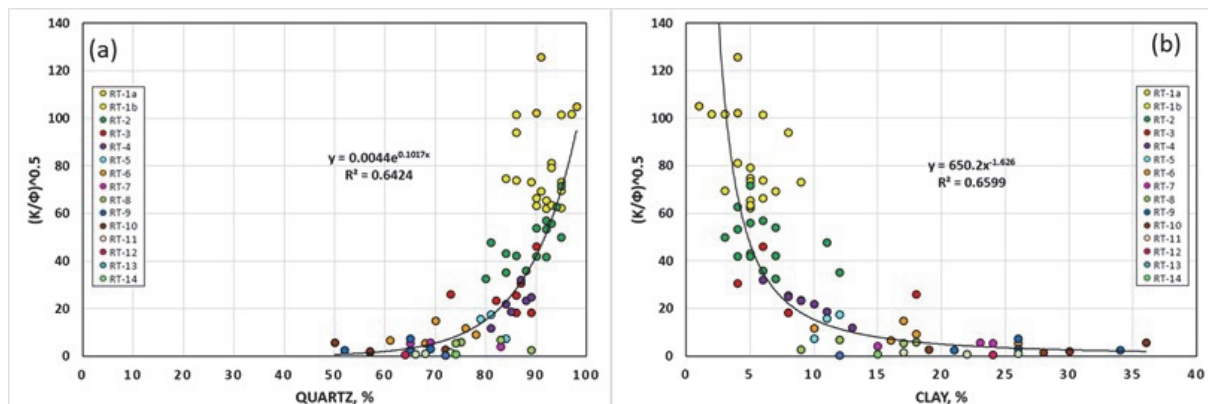 (a)
(K/Φ)^0.5
140
120
100
80
60
40
20
0
RT-1a
RT-1b
RT-2
RT-3
RT-4
RT-5
RT-6
RT-7
RT-8
RT-9
RT-10
RT-11
RT-12
RT-13
RT-14
y = 0.0044e^0.1017x
R² = 0.6424
0 10 20 30 40 50 60 70 80 90 100
QUARTZ, %
(b)
(K/Φ)^0.5
140
120
100
80
60
40
20
0
y = 650.2x^-1.626
R² = 0.6599
RT-1a
RT-1b
RT-2
RT-3
RT-4
RT-5
RT-6
RT-7
RT-8
RT-9
RT-10
RT-11
RT-12
RT-13
RT-14
0 5 10 15 20 25 30 35 40
CLAY, %